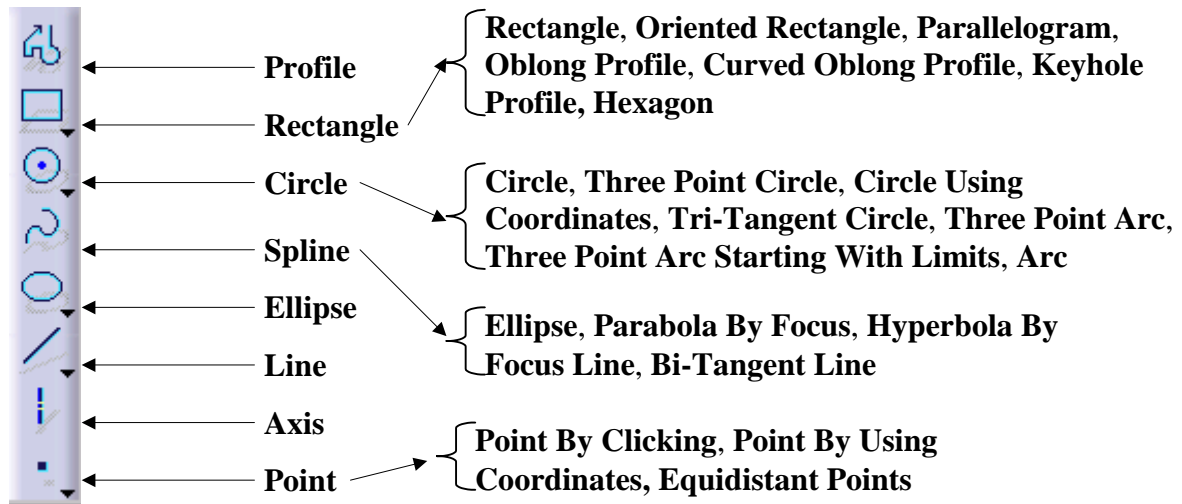 Profile
Rectangle
Circle
Spline
Ellipse
Line
Axis
Point
Rectangle, Oriented Rectangle, Parallelogram,
Oblong Profile, Curved Oblong Profile, Keyhole
Profile, Hexagon
Circle, Three Point Circle, Circle Using
Coordinates, Tri-Tangent Circle, Three Point Arc,
Three Point Arc Starting With Limits, Arc
Ellipse, Parabola By Focus, Hyperbola By
Focus Line, Bi-Tangent Line
Point By Clicking, Point By Using
Coordinates, Equidistant Points